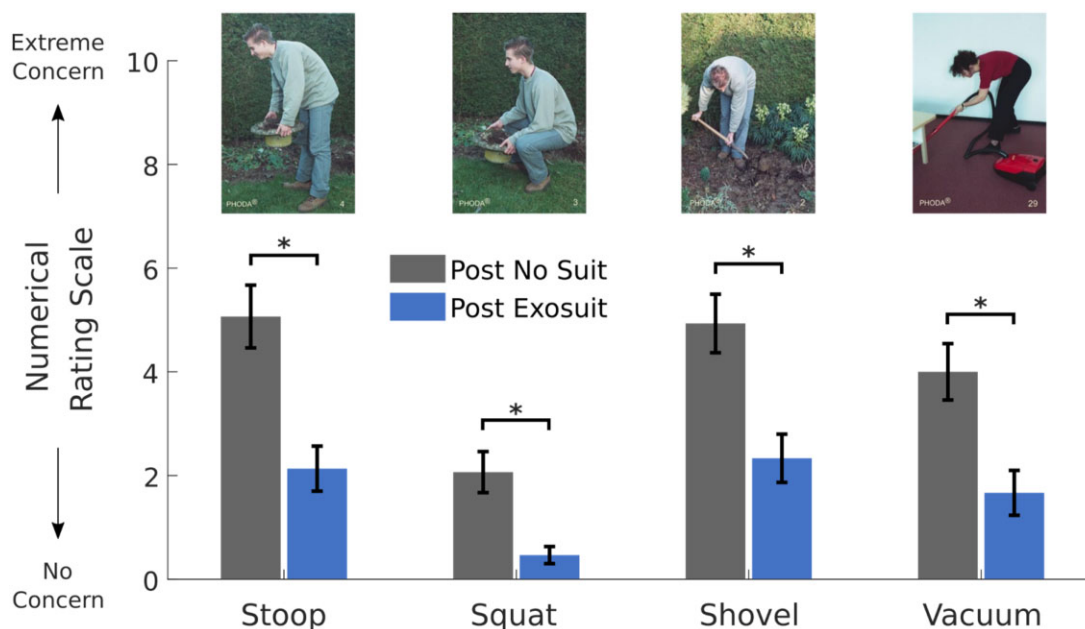 Extreme
Concern
Numerical
Rating Scale
No
Concern
10
8
6
4
2
0
PHODA® 4
PHODA® 3
PHODA® 2
PHODA® 29
*
*
*
*
Post No Suit
Post Exosuit
Stoop
Squat
Shovel
Vacuum